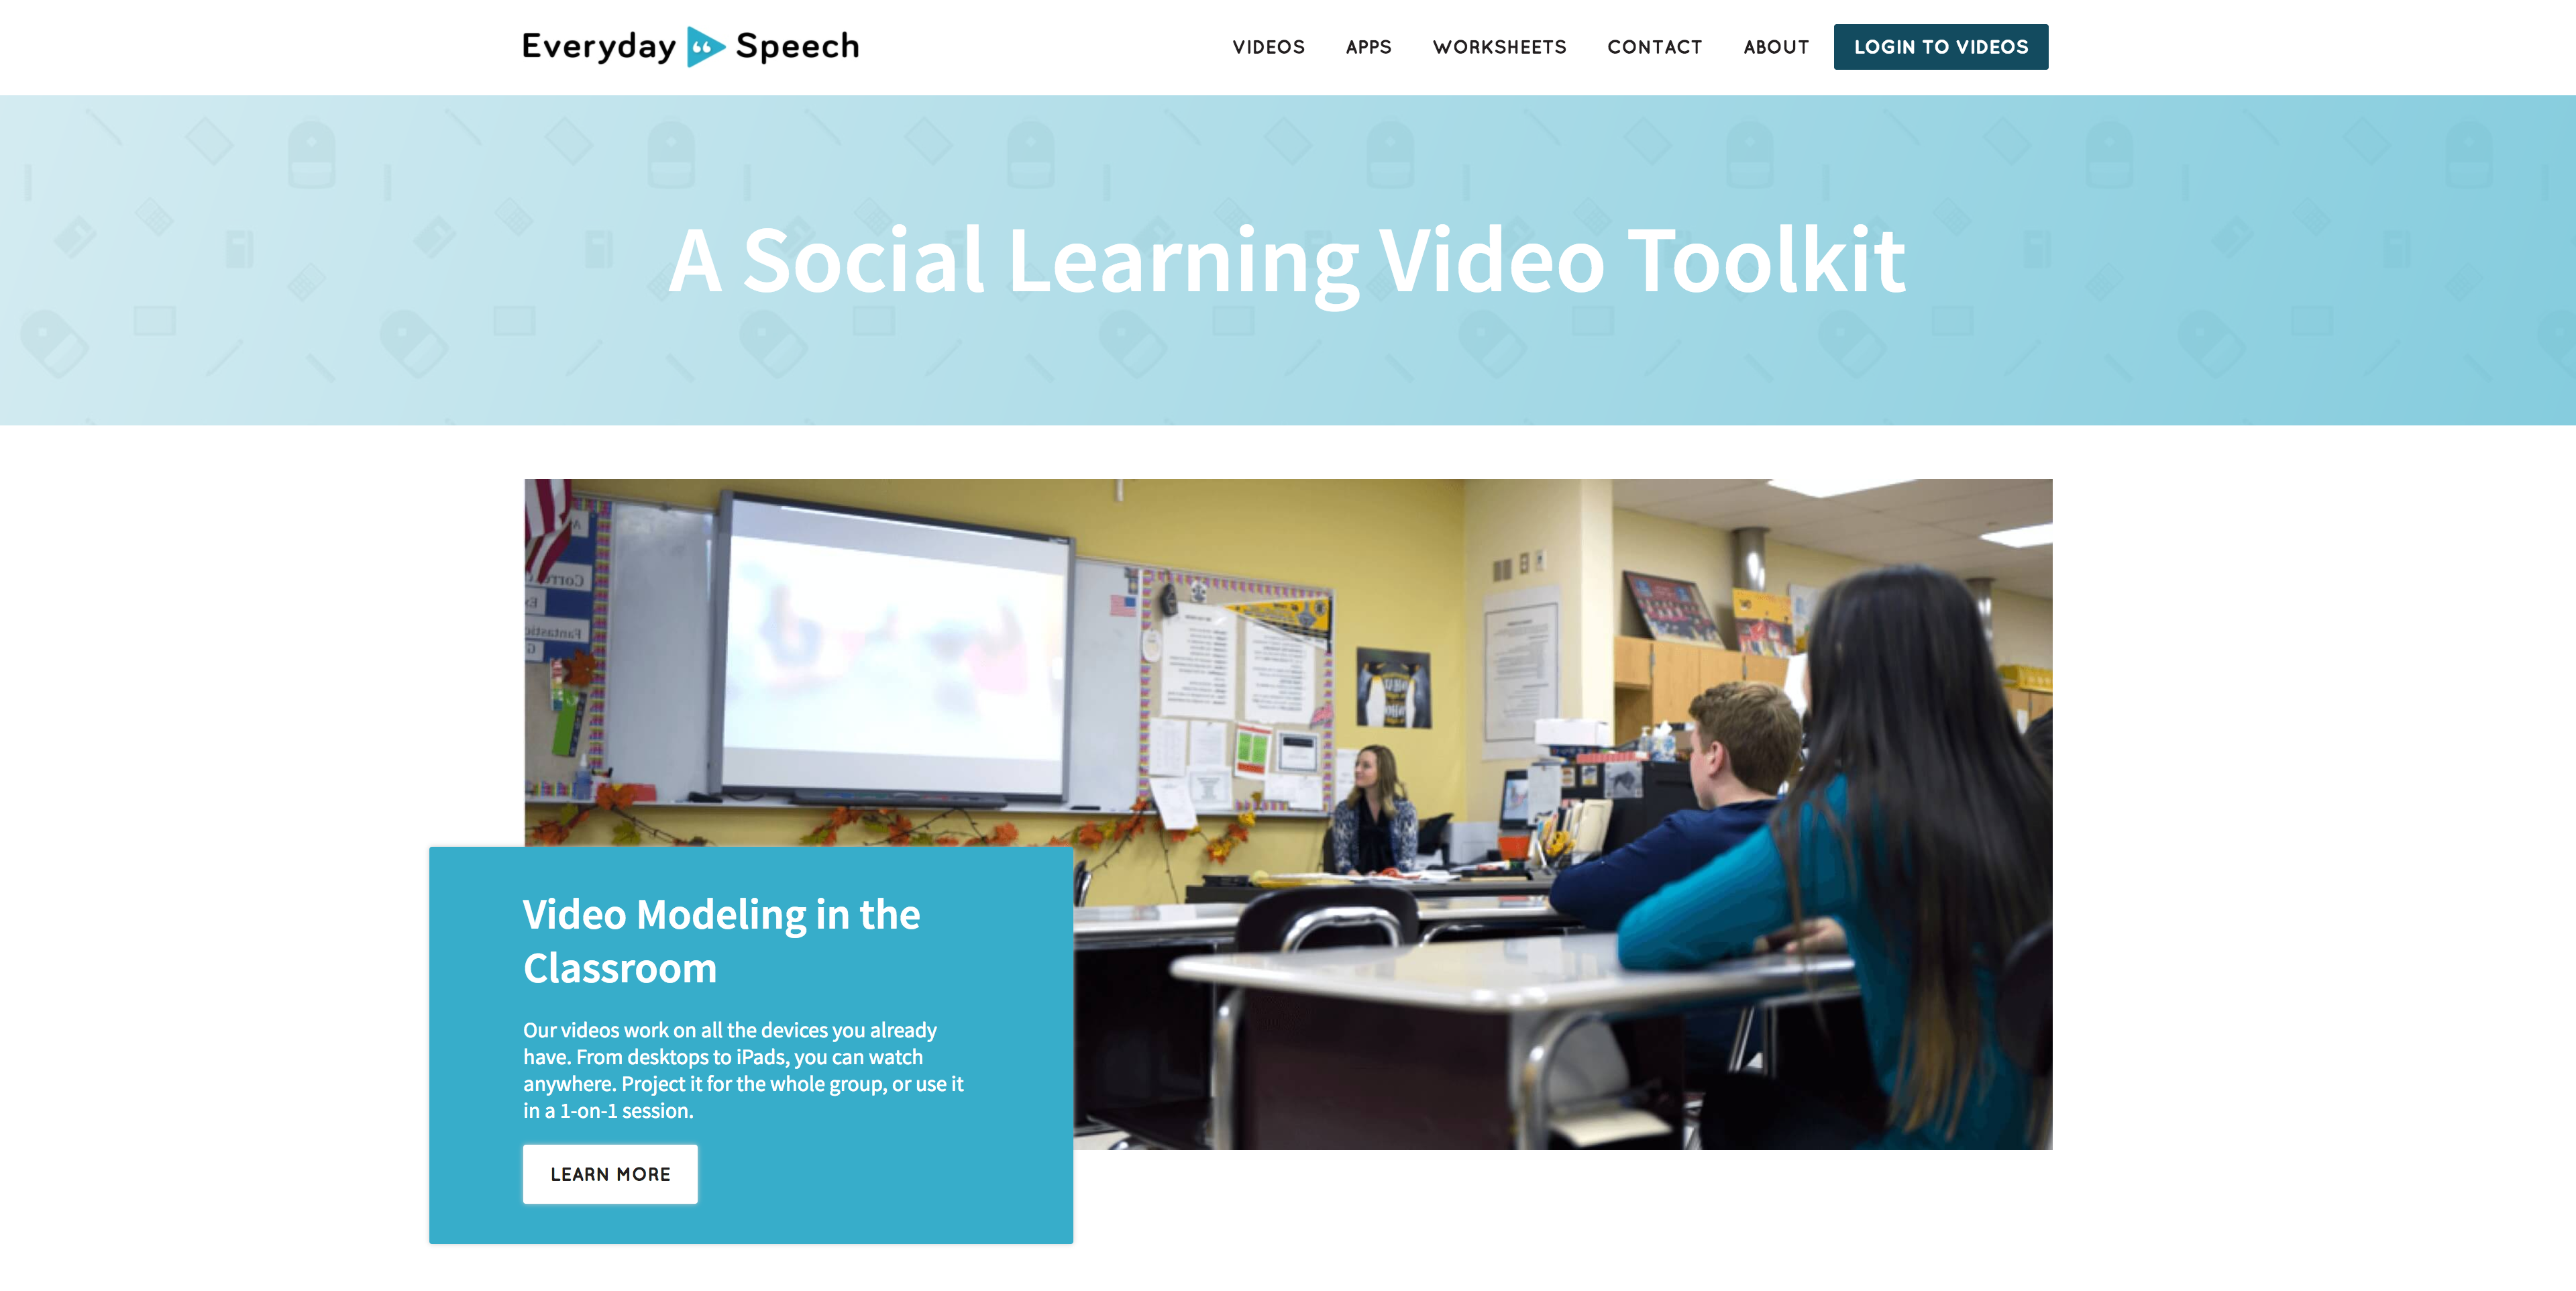 Everyday Speech
VIDEOS APPS WORKSHEETS CONTACT ABOUT LOGIN TO VIDEOS
A Social Learning Video Toolkit
Video Modeling in the
Classroom
Our videos work on all the devices you already
have. From desktops to iPads, you can watch
anywhere. Project it for the whole group, or use it
in a 1-on-1 session.
LEARN MORE